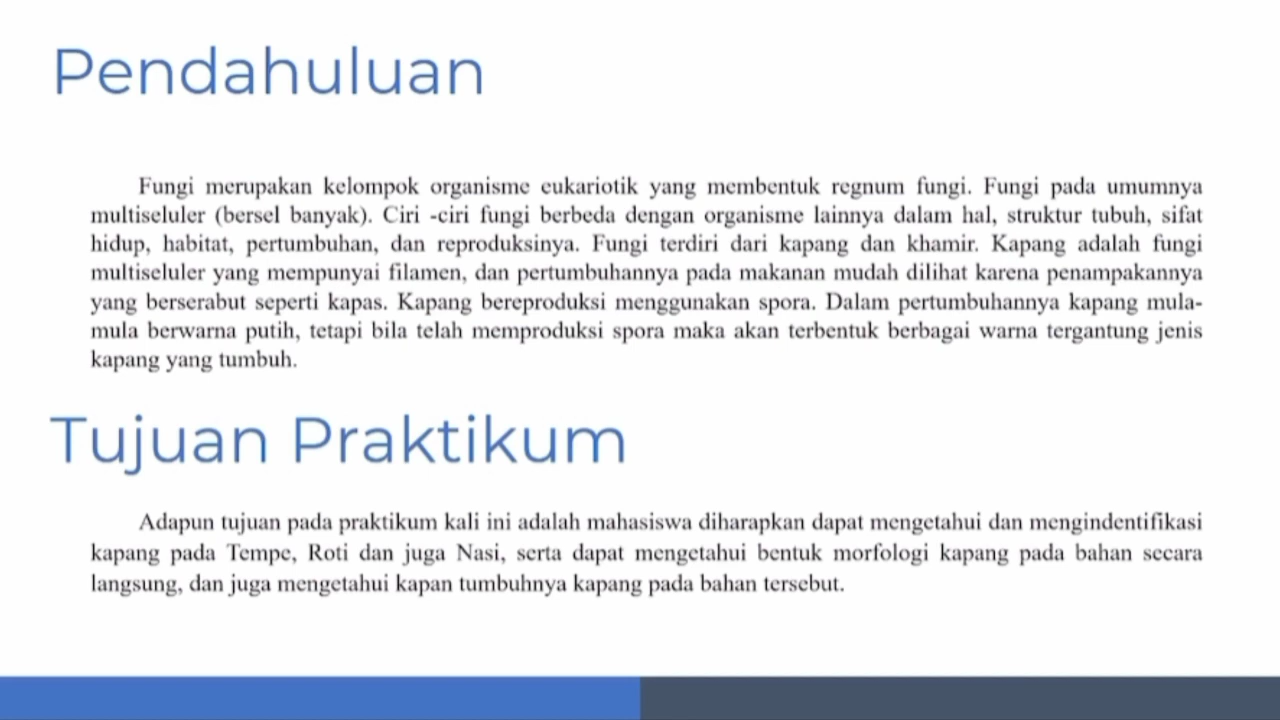 Pendahuluan
Fungi merupakan kelompok organisme eukariotik yang membentuk regnum fungi. Fungi pada umumnya
multiseluler (bersel banyak). Ciri -ciri fungi berbeda dengan organisme lainnya dalam hal, struktur tubuh, sifat
hidup, habitat, pertumbuhan, dan reproduksinya. Fungi terdiri dari kapang dan khamir. Kapang adalah fungi
multiseluler yang mempunyai filamen, dan pertumbuhannya pada makanan mudah dilihat karena penampakannya
yang berserabut seperti kapas. Kapang bereproduksi menggunakan spora. Dalam pertumbuhannya kapang mula-
mula berwarna putih, tetapi bila telah memproduksi spora maka akan terbentuk berbagai warna tergantung jenis
kapang yang tumbuh.
Tujuan Praktikum
Adapun tujuan pada praktikum kali ini adalah mahasiswa diharapkan dapat mengetahui dan mengindentifikasi
kapang pada Tempe, Roti dan juga Nasi, serta dapat mengetahui bentuk morfologi kapang pada bahan secara
langsung, dan juga mengetahui kapan tumbuhnya kapang pada bahan tersebut.